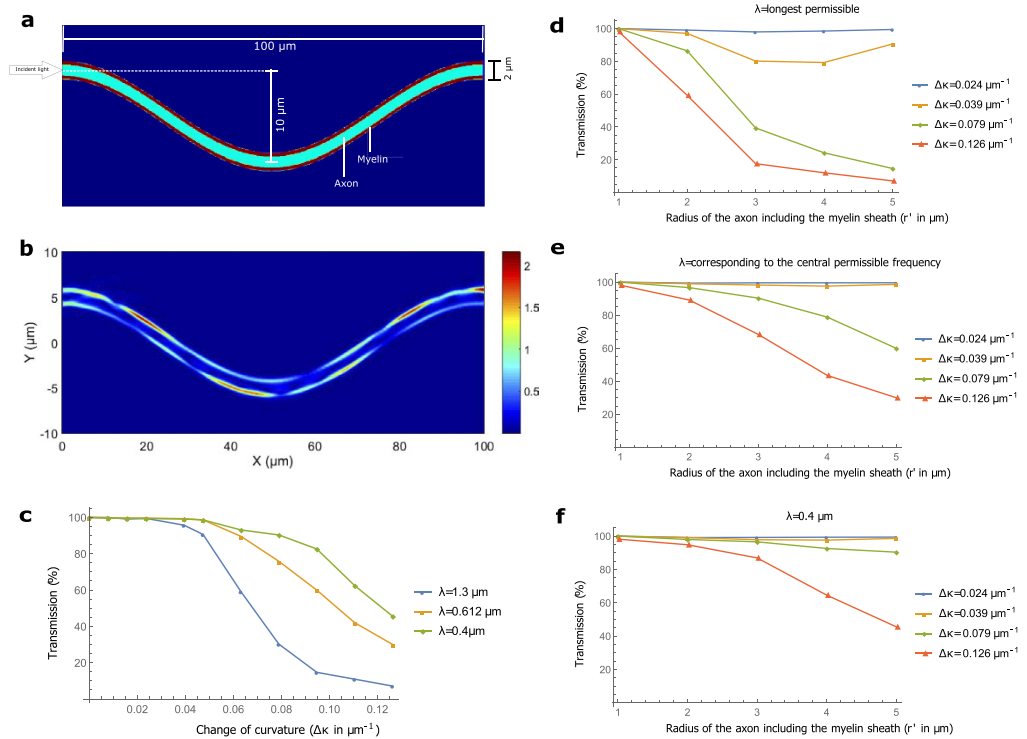 a
100 µm
Incident light
10 µm
2 µm
Myelin
Axon
b
10
5
0
-5
-10
Y (µm)
0
20
40
60
80
100
X (µm)
2
1.5
1
0.5
c
100
80
60
40
20
Transmission (%)
0.02
0.04
0.06
0.08
0.10
0.12
Change of curvature (Δκ in µm⁻¹)
λ=1.3 µm
λ=0.612 µm
λ=0.4µm
d
λ=longest permissible
100
80
60
40
20
Transmission (%)
1
2
3
4
5
Radius of the axon including the myelin sheath (r' in µm)
Δκ=0.024 µm⁻¹
Δκ=0.039 µm⁻¹
Δκ=0.079 µm⁻¹
Δκ=0.126 µm⁻¹
e
λ=corresponding to the central permissible frequency
100
80
60
40
20
Transmission (%)
1
2
3
4
5
Radius of the axon including the myelin sheath (r' in µm)
Δκ=0.024 µm⁻¹
Δκ=0.039 µm⁻¹
Δκ=0.079 µm⁻¹
Δκ=0.126 µm⁻¹
f
λ=0.4 µm
100
80
60
40
20
Transmission (%)
1
2
3
4
5
Radius of the axon including the myelin sheath (r' in µm)
Δκ=0.024 µm⁻¹
Δκ=0.039 µm⁻¹
Δκ=0.079 µm⁻¹
Δκ=0.126 µm⁻¹